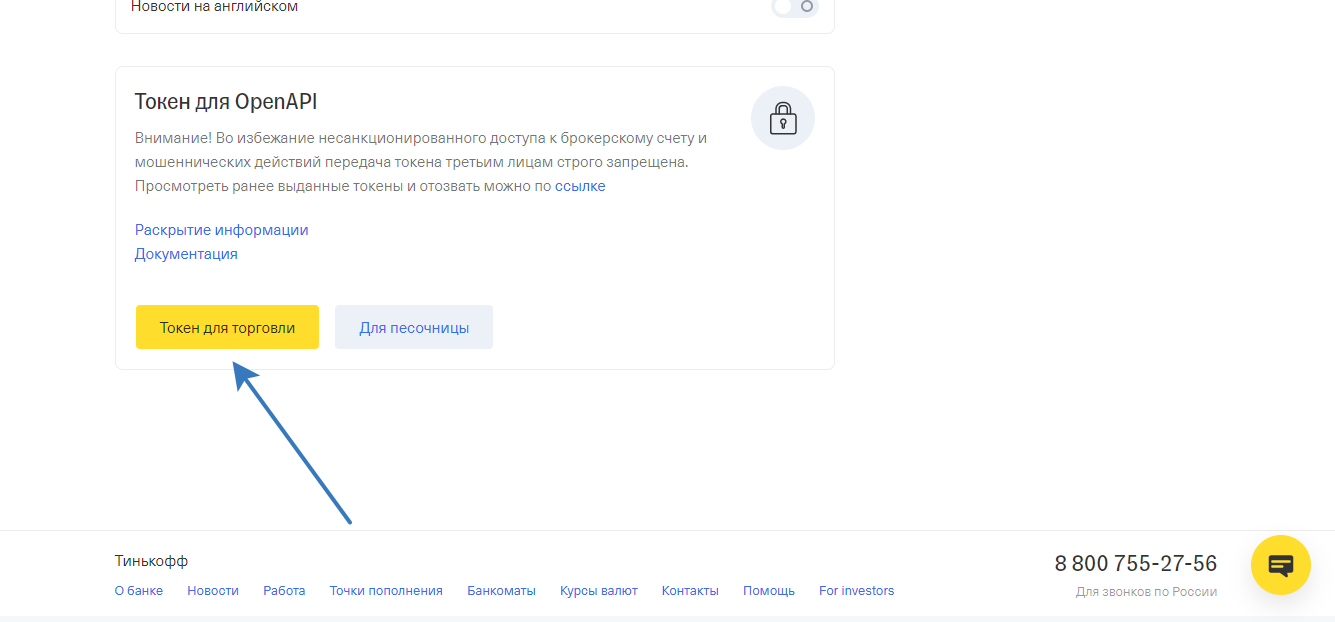 Новости на английском
Токен для OpenAPI
Внимание! Во избежание несанкционированного доступа к брокерскому счету и
мошеннических действий передача токена третьим лицам строго запрещена.
Просмотреть ранее выданные токены и отозвать можно по ссылке
Раскрытие информации
Документация
Токен для торговли
Для песочницы
Тинькофф
8 800 755-27-56
О банке Новости Работа Точки пополнения Банкоматы Курсы валют Контакты Помощь For investors
Для звонков по России